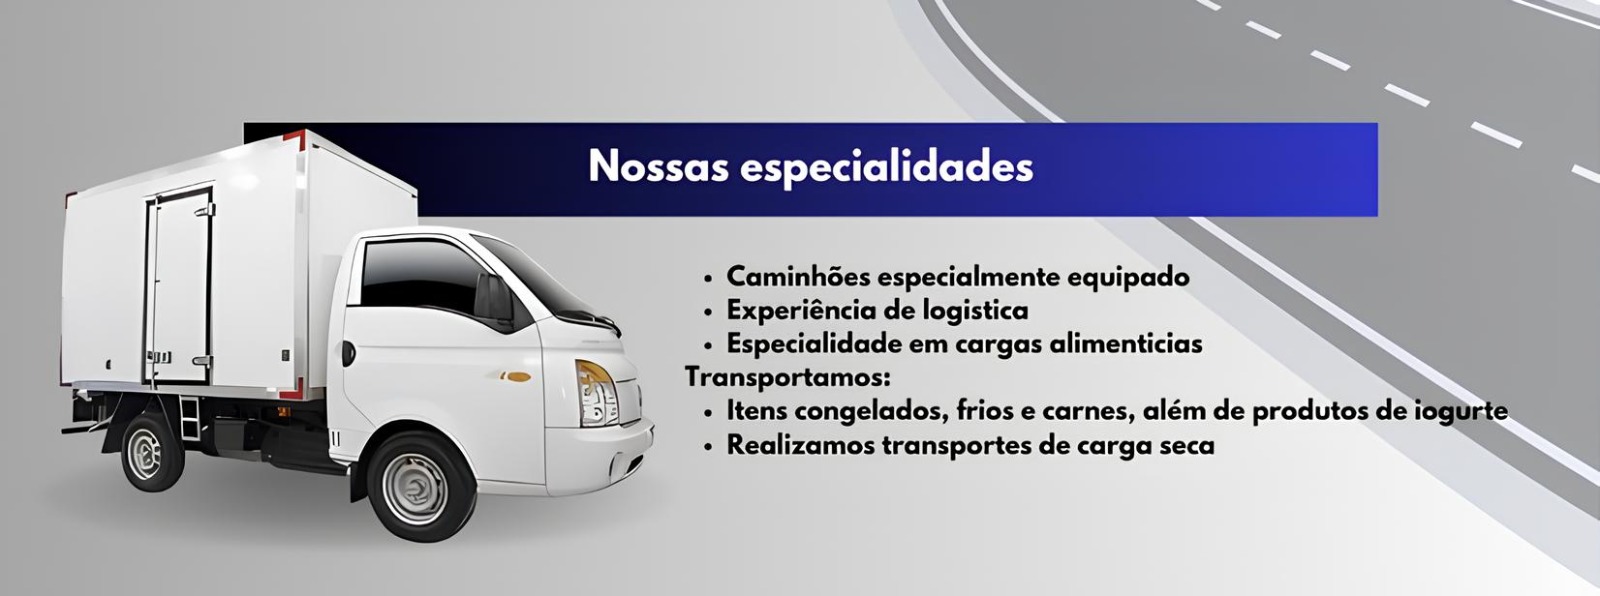 Nossas especialidades
• Caminhões especialmente equipado
• Experiência de logistica
• Especialidade em cargas alimenticias
Transportamos:
• Itens congelados, frios e carnes, além de produtos de iogurte
• Realizamos transportes de carga seca